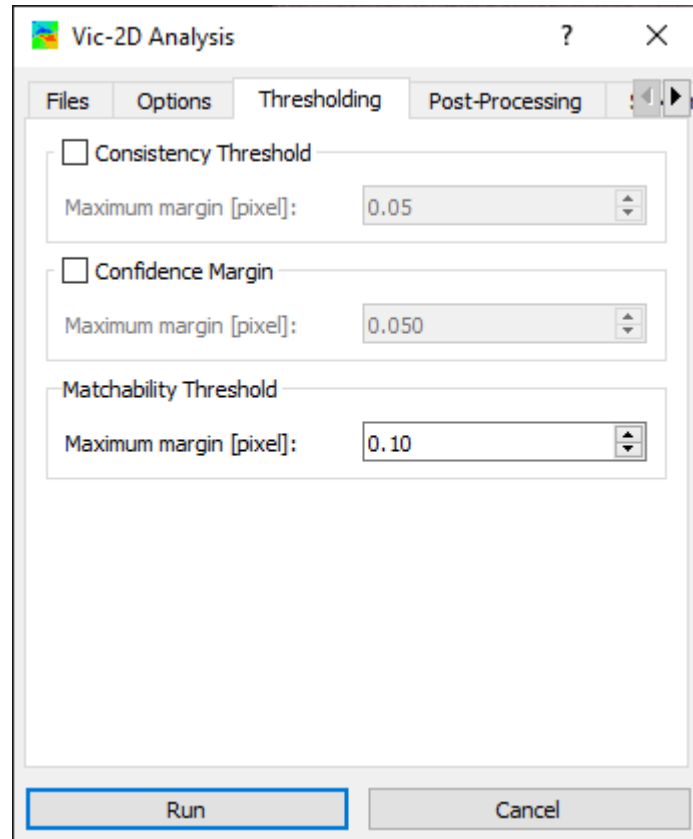 Vic-2D Analysis
Files Options Thresholding Post-Processing
Consistency Threshold
Maximum margin [pixel]: 0.05
Confidence Margin
Maximum margin [pixel]: 0.050
Matchability Threshold
Maximum margin [pixel]: 0.10
Run Cancel